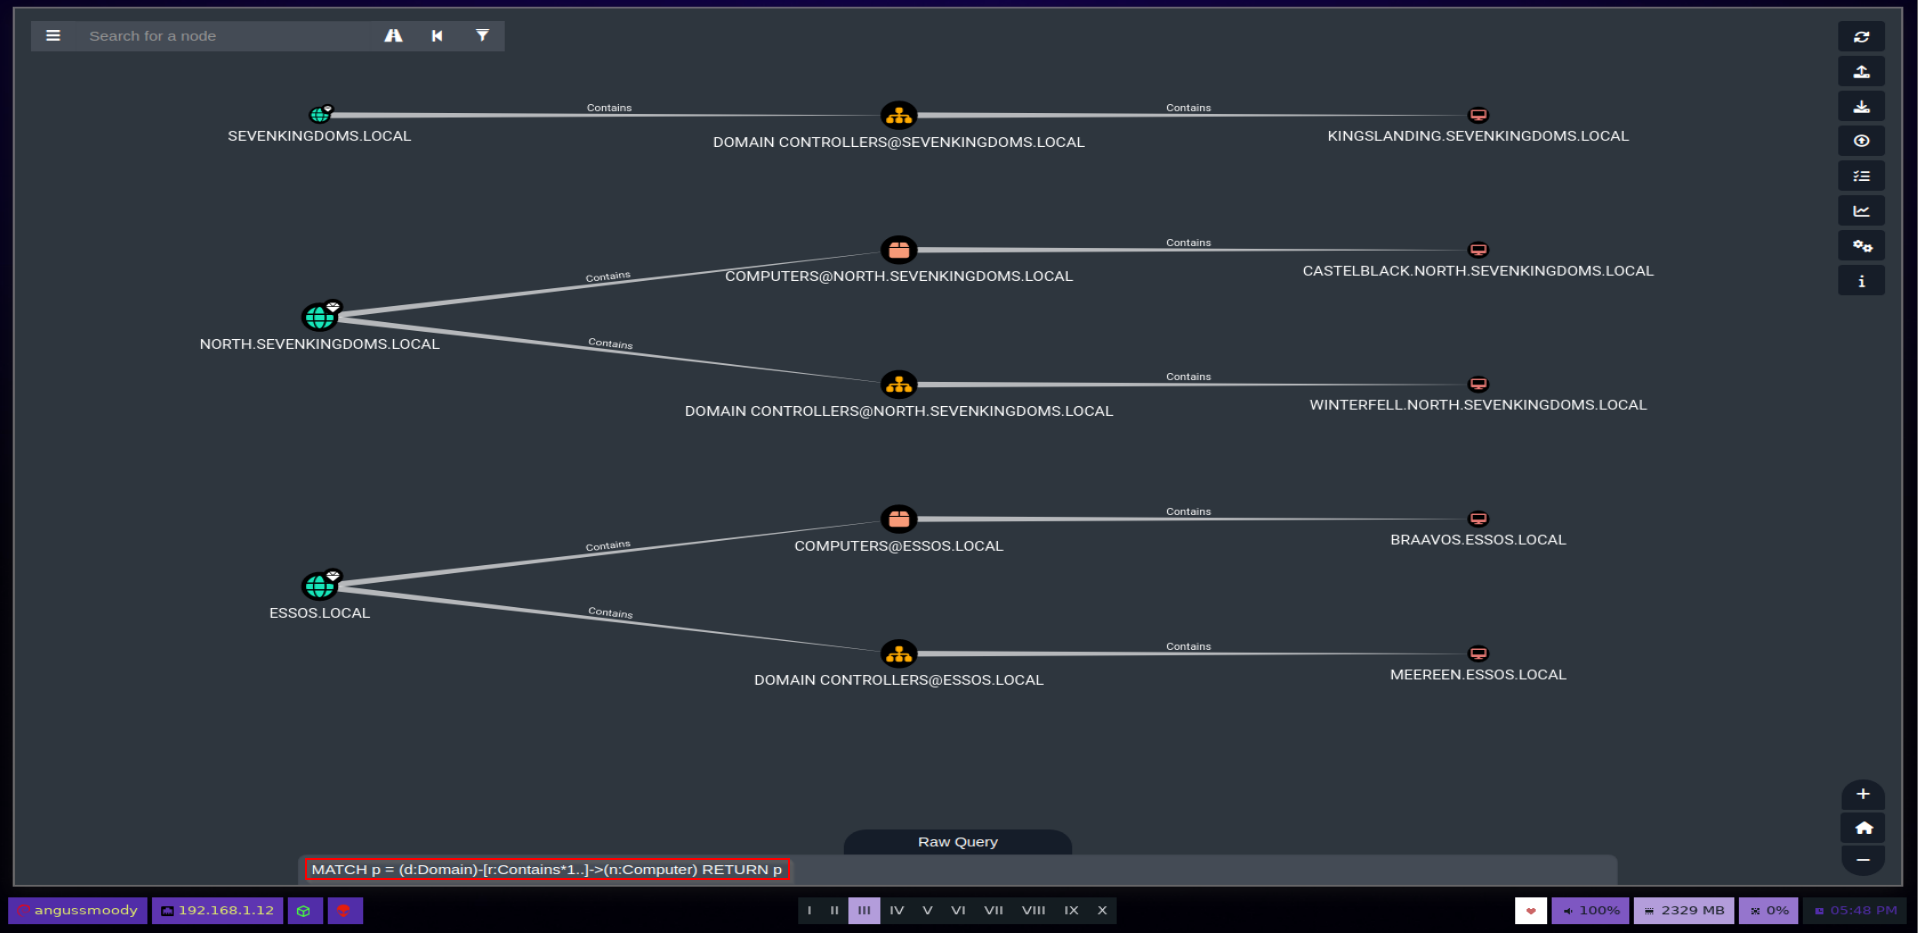 Search for a node
Contains
Contains
SEVENKINGDOMS.LOCAL
DOMAIN CONTROLLERS@SEVENKINGDOMS.LOCAL
KINGSLANDING.SEVENKINGDOMS.LOCAL
Contains
Contains
COMPUTERS@NORTH.SEVENKINGDOMS.LOCAL
CASTELBLACK.NORTH.SEVENKINGDOMS.LOCAL
NORTH.SEVENKINGDOMS.LOCAL
Contains
Contains
DOMAIN CONTROLLERS@NORTH.SEVENKINGDOMS.LOCAL
WINTERFELL.NORTH.SEVENKINGDOMS.LOCAL
Contains
Contains
COMPUTERS@ESSOS.LOCAL
BRAAVOS.ESSOS.LOCAL
ESSOS.LOCAL
Contains
Contains
DOMAIN CONTROLLERS@ESSOS.LOCAL
MEEREEN.ESSOS.LOCAL
Raw Query
MATCH p = (d:Domain)-[r:Contains*1..]->(n:Computer) RETURN p
angussmoody 192.168.1.12 I II III IV V VI VII VIII IX X 100% 2329 MB 0% 05:48 PM